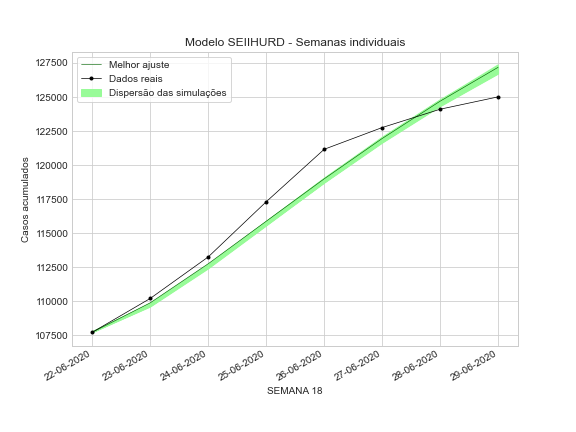 Modelo SEIIHURD - Semanas individuais
Melhor ajuste
Dados reais
Dispersão das simulações
Casos acumulados
127500
125000
122500
120000
117500
115000
112500
110000
107500
22-06-2020
23-06-2020
24-06-2020
25-06-2020
26-06-2020
27-06-2020
28-06-2020
29-06-2020
SEMANA 18